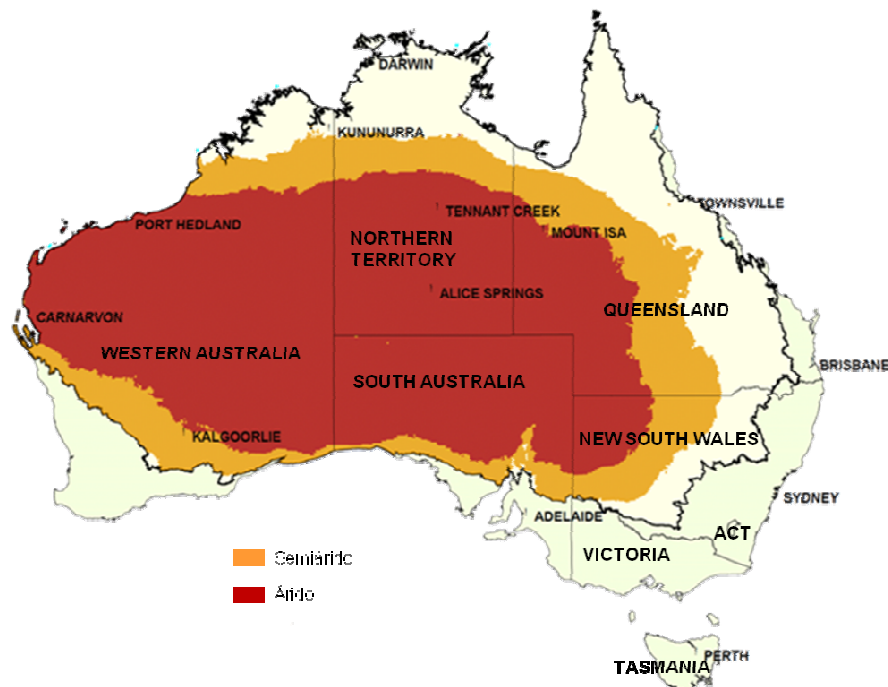 DARWIN
KUNUNURRA
TOWNSVILLE
TENNANT CREEK
PORT HEDLAND
MOUNT ISA
NORTHERN
TERRITORY
ALICE SPRINGS
QUEENSLAND
CARNARVON
WESTERN AUSTRALIA
BRISBANE
SOUTH AUSTRALIA
KALGOORLIE
NEW SOUTH WALES
SYDNEY
ADELAIDE
ACT
VICTORIA
Semiárido
Árido
PERTH
TASMANIA